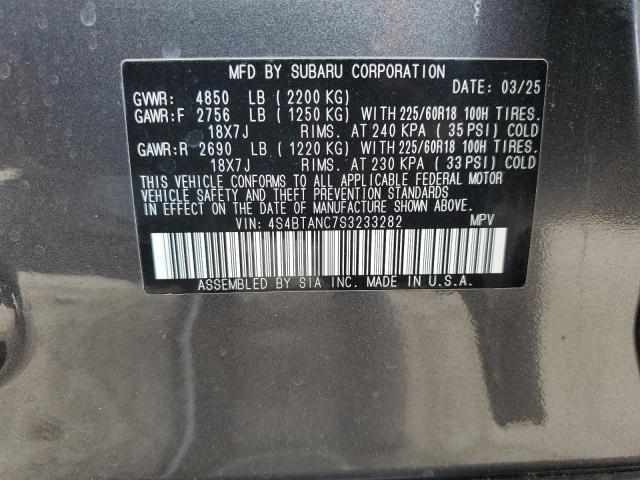 MFD BY SUBARU CORPORATION
DATE: 03/25
GVWR: 4850 LB (2200 KG)
GAWR:F 2756 LB (1250 KG) WITH 225/60R18 100H TIRES.
18X7J RIMS. AT 240 KPA (35 PSI) COLD
GAWR:R 2690 LB (1220 KG) WITH 225/60R18 100H TIRES.
18X7J RIMS. AT 230 KPA (33 PSI) COLD
THIS VEHICLE CONFORMS TO ALL APPLICABLE FEDERAL MOTOR
VEHICLE SAFETY AND THEFT PREVENTION STANDARDS
IN EFFECT ON THE DATE OF MANUFACTURE SHOWN ABOVE.
VIN: 4S4BTANC7S3233282 MPV
ASSEMBLED BY SIA INC. MADE IN U.S.A.